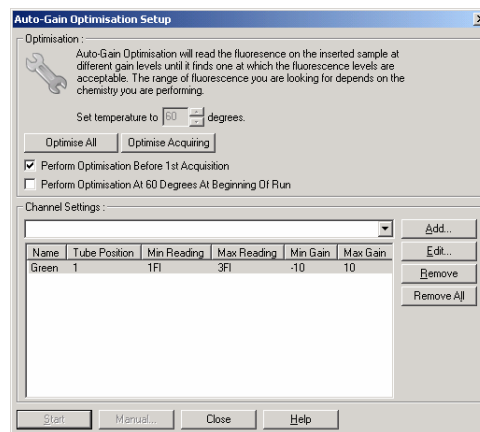 Auto-Gain Optimisation Setup
Optimisation :
Auto-Gain Optimisation will read the fluoresence on the inserted sample at
different gain levels until it finds one at which the fluorescence levels are
acceptable. The range of fluorescence you are looking for depends on the
chemistry you are performing.
Set temperature to 60 degrees.
Optimise All Optimise Acquiring
Perform Optimisation Before 1st Acquisition
Perform Optimisation At 60 Degrees At Beginning Of Run
Channel Settings :
Add...
Name Tube Position Min Reading Max Reading Min Gain Max Gain Edit...
Green 1 1Fl 3Fl -10 10
Remove
Remove All
Start Manual... Close Help